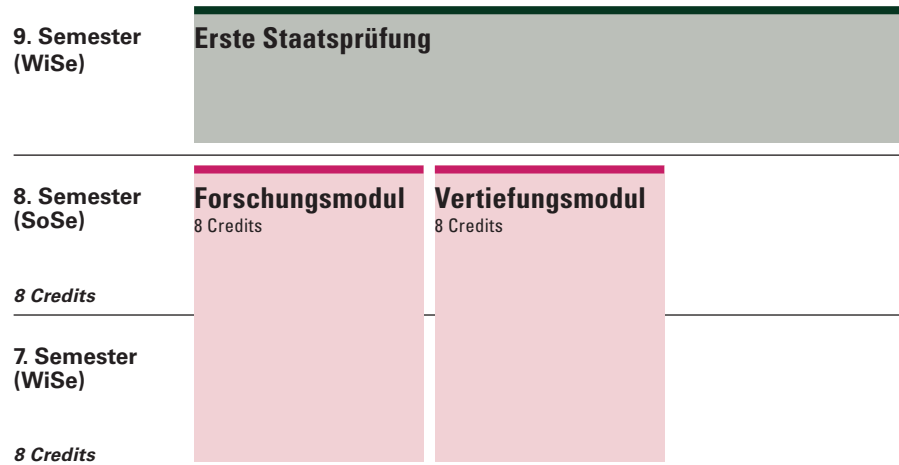 9. Semester
(WiSe)
Erste Staatsprüfung
8. Semester
(SoSe)
8 Credits
Forschungsmodul
8 Credits
Vertiefungsmodul
8 Credits
7. Semester
(WiSe)
8 Credits